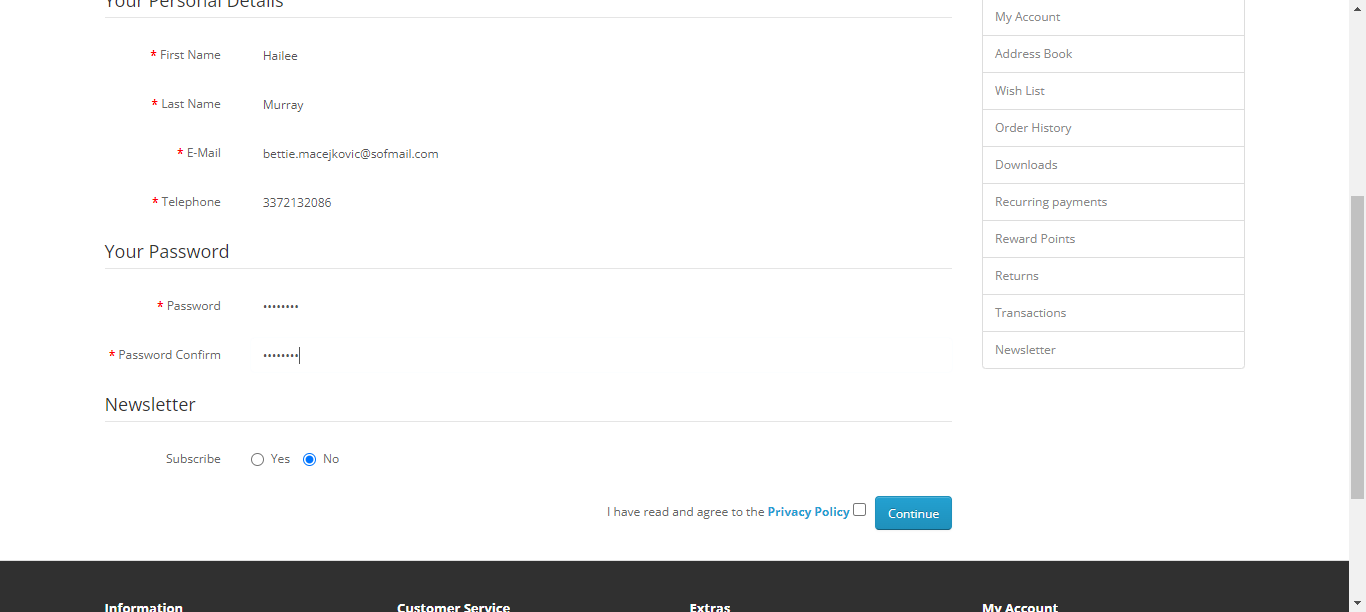 Your Personal Details
* First Name Hailee
* Last Name Murray
* E-Mail bettie.macejkovic@sofmail.com
* Telephone 3372132086
Your Password
* Password ••••••••
* Password Confirm ••••••••
Newsletter
Subscribe Yes No
I have read and agree to the Privacy Policy Continue
My Account
Address Book
Wish List
Order History
Downloads
Recurring payments
Reward Points
Returns
Transactions
Newsletter
Information Customer Service Extras My Account